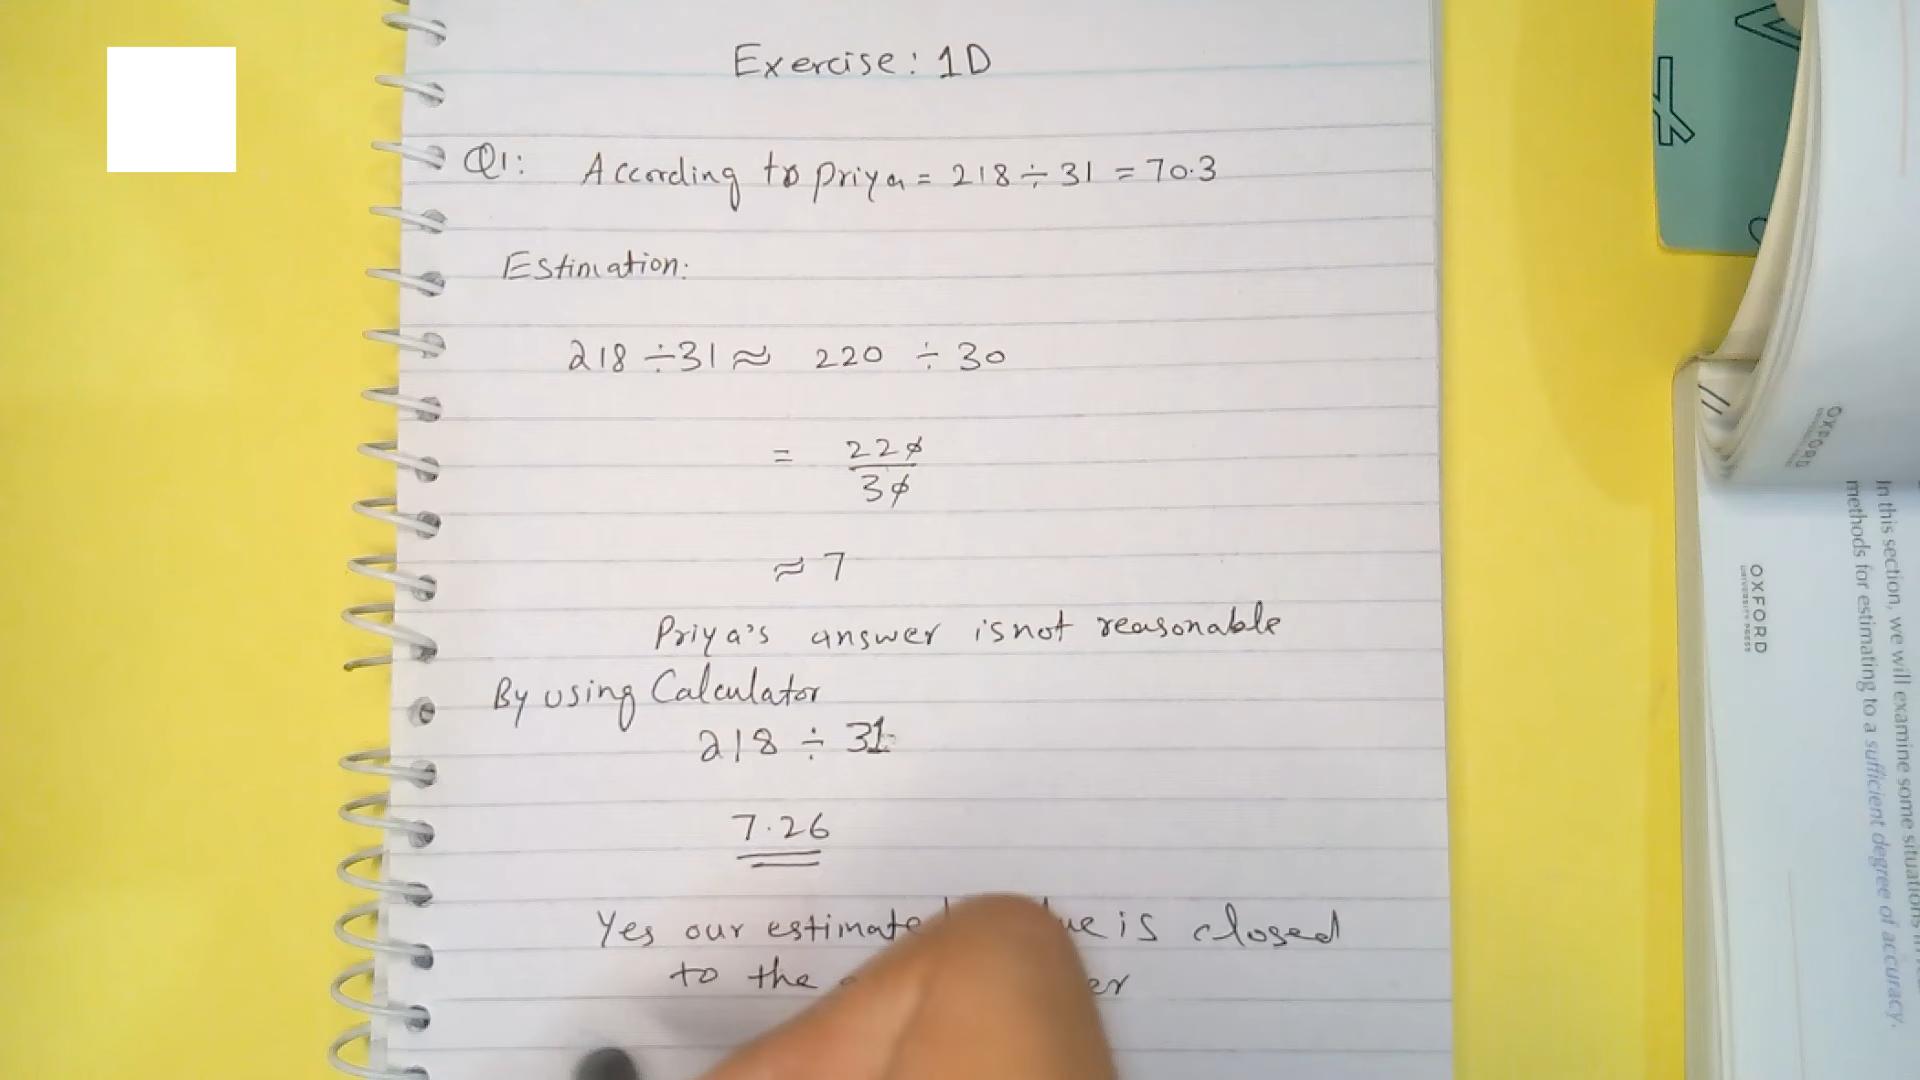 Exercise: 1D
Q1: According to Priya = 218 ÷ 31 = 70.3
Estimation:
218 ÷ 31 ≈ 220 ÷ 30
= 220
30
≈ 7
Priya's answer is not reasonable
By using Calculator
218 ÷ 31
7.26
Yes our is closed
to the
OXFORD
OXFORD
UNIVERSITY PRESS
In this section, we will examine some
methods for estimating to a sufficient degree of accuracy.